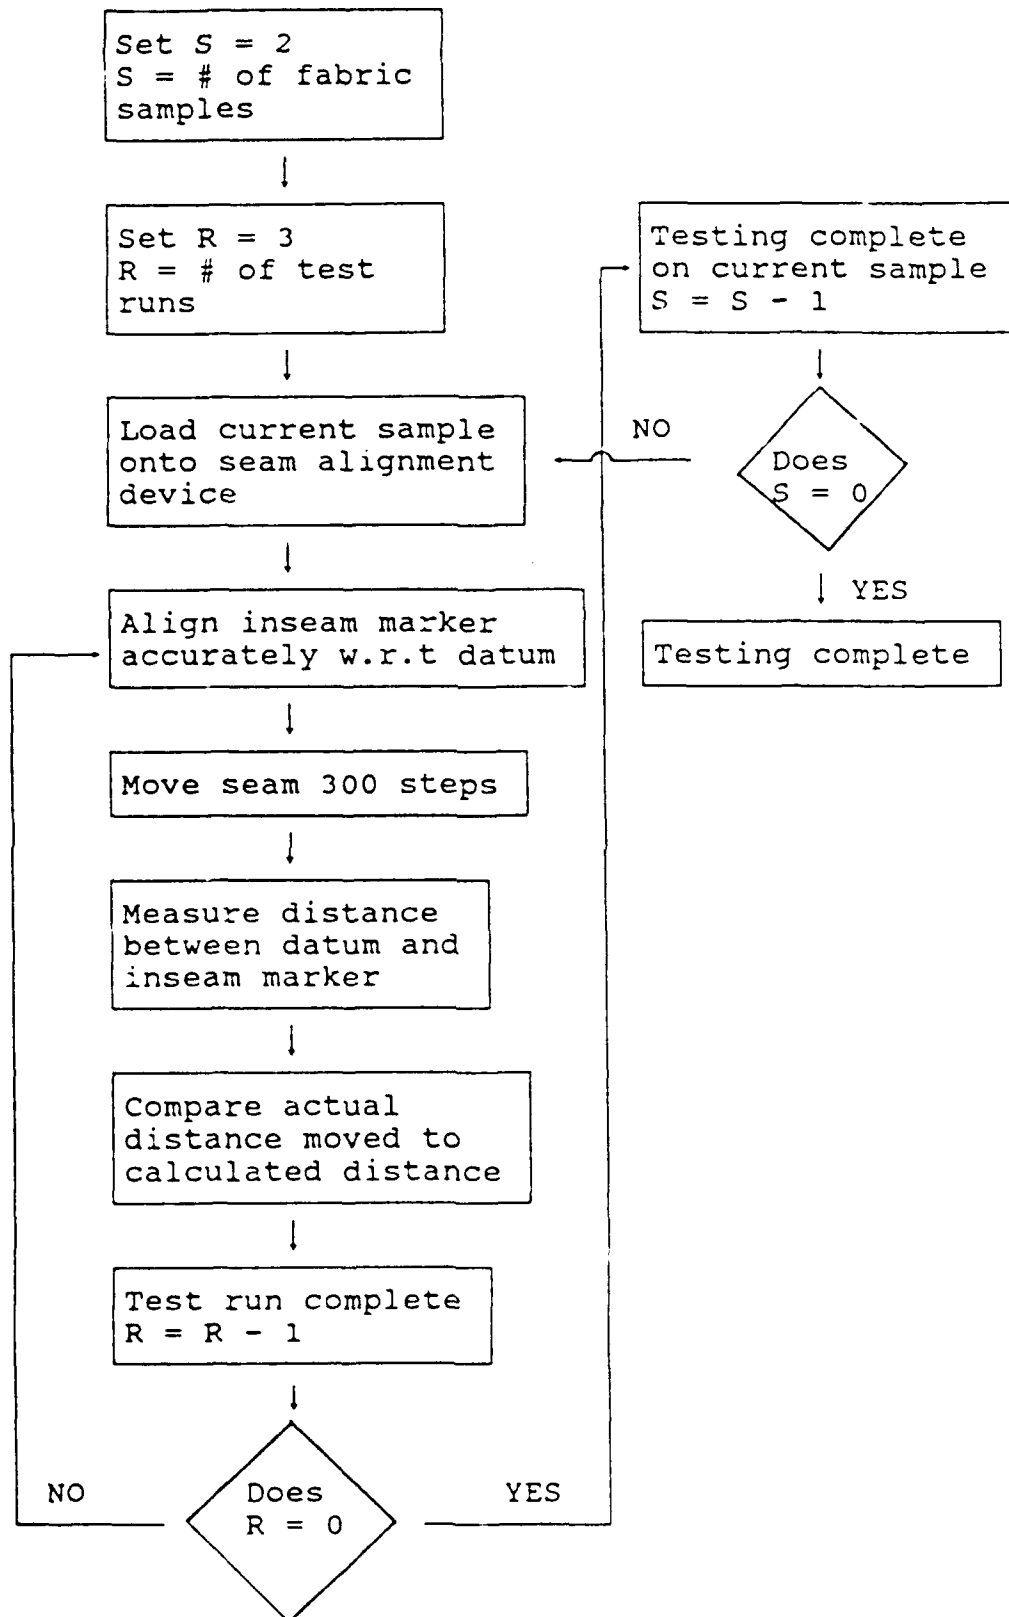 Set S = 2
S = # of fabric
samples
Set R = 3
R = # of test
runs
Load current sample
onto seam alignment
device
Align inseam marker
accurately w.r.t datum
Move seam 300 steps
Measure distance
between datum and
inseam marker
Compare actual
distance moved to
calculated distance
Test run complete
R = R - 1
Does
R = 0
NO
YES
Testing complete
on current sample
S = S - 1
Does
S = 0
NO
YES
Testing complete